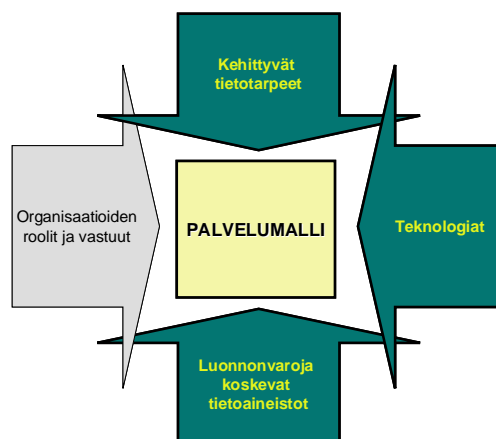 Kehittyvät
tietotarpeet
Organisaatioiden
roolit ja vastuut
PALVELUMALLI
Teknologiat
Luonnonvaroja
koskevat
tietoaineistot